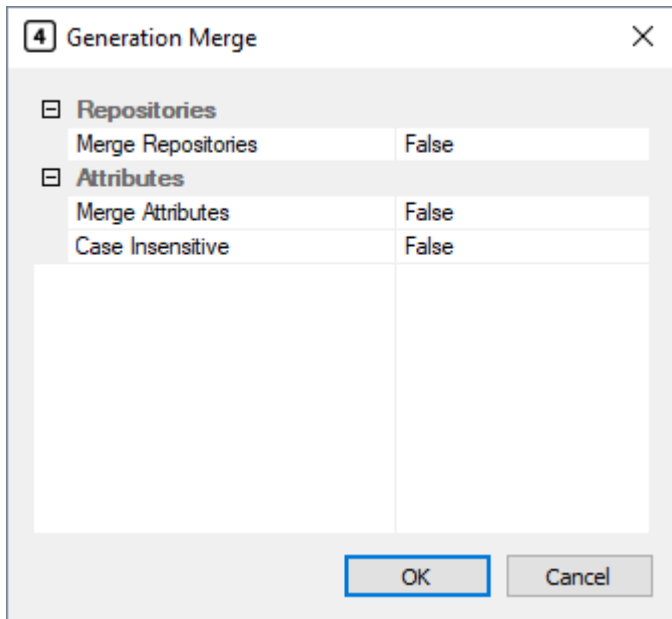 4 Generation Merge
Repositories
Merge Repositories False
Attributes
Merge Attributes False
Case Insensitive False
OK Cancel